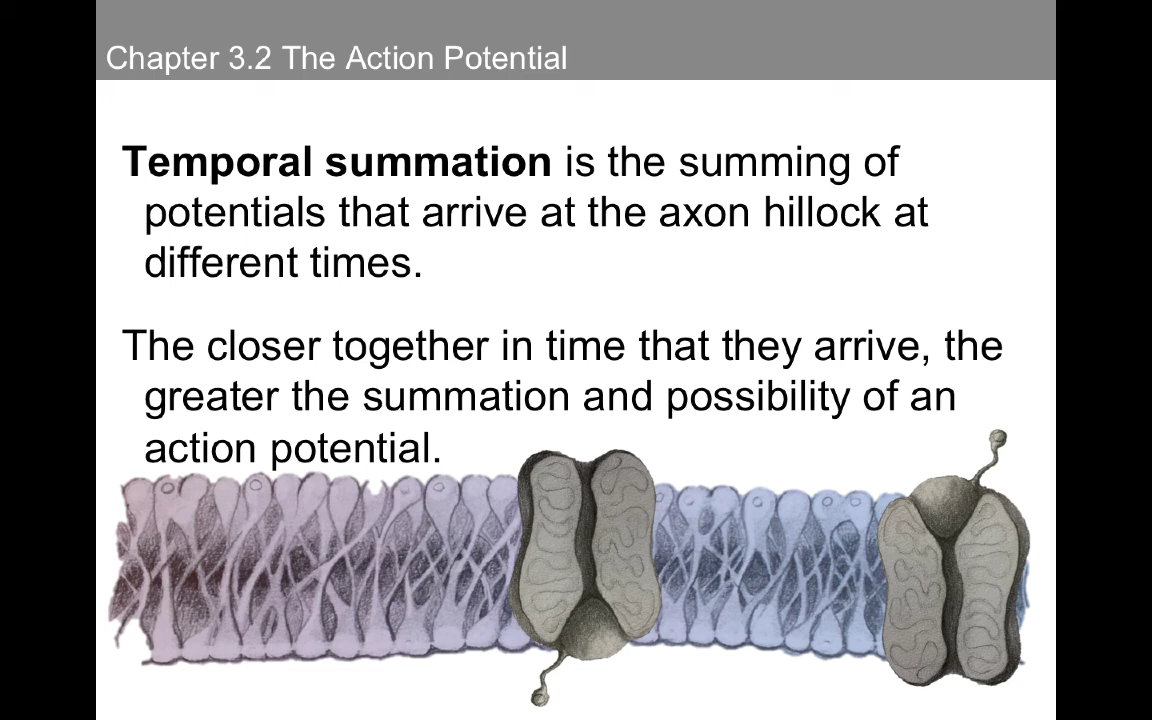 Chapter 3.2 The Action Potential
Temporal summation is the summing of
potentials that arrive at the axon hillock at
different times.
The closer together in time that they arrive, the
greater the summation and possibility of an
action potential.